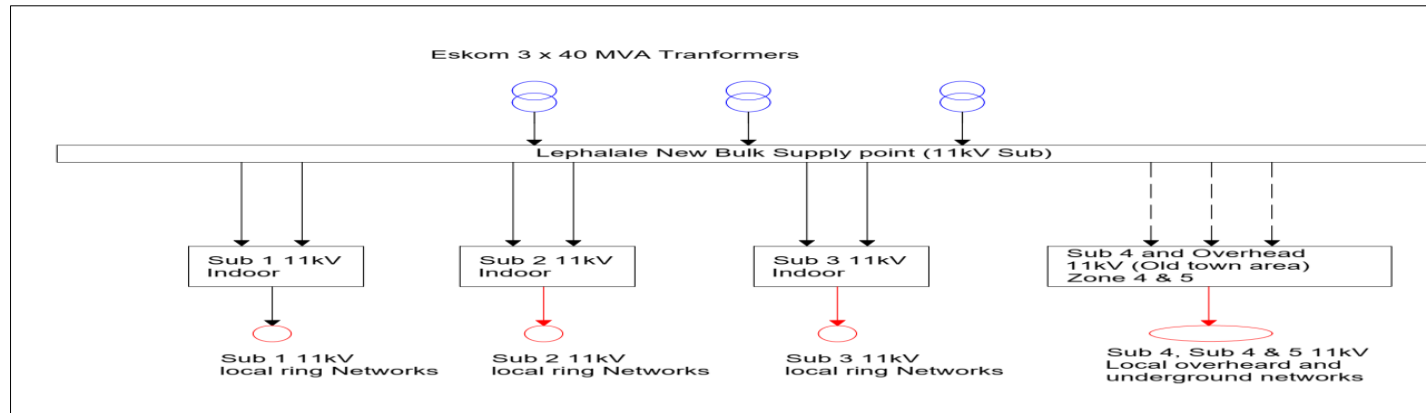 Eskom 3 x 40 MVA Tranformers
Lephalale New Bulk Supply point (11kV Sub)
Sub 1 11kV
Indoor
Sub 2 11kV
Indoor
Sub 3 11kV
Indoor
Sub 4 and Overhead
11kV (Old town area)
Zone 4 & 5
Sub 1 11kV
local ring Networks
Sub 2 11kV
local ring Networks
Sub 3 11kV
local ring Networks
Sub 4, Sub 4 & 5 11kV
Local overheard and
underground networks